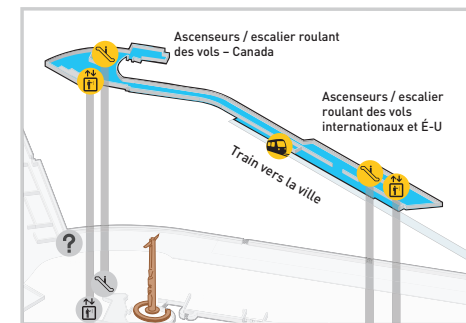 Ascenseurs / escalier roulant
des vols – Canada
Ascenseurs / escalier
roulant des vols
internationaux et É-U
Train vers la ville
?